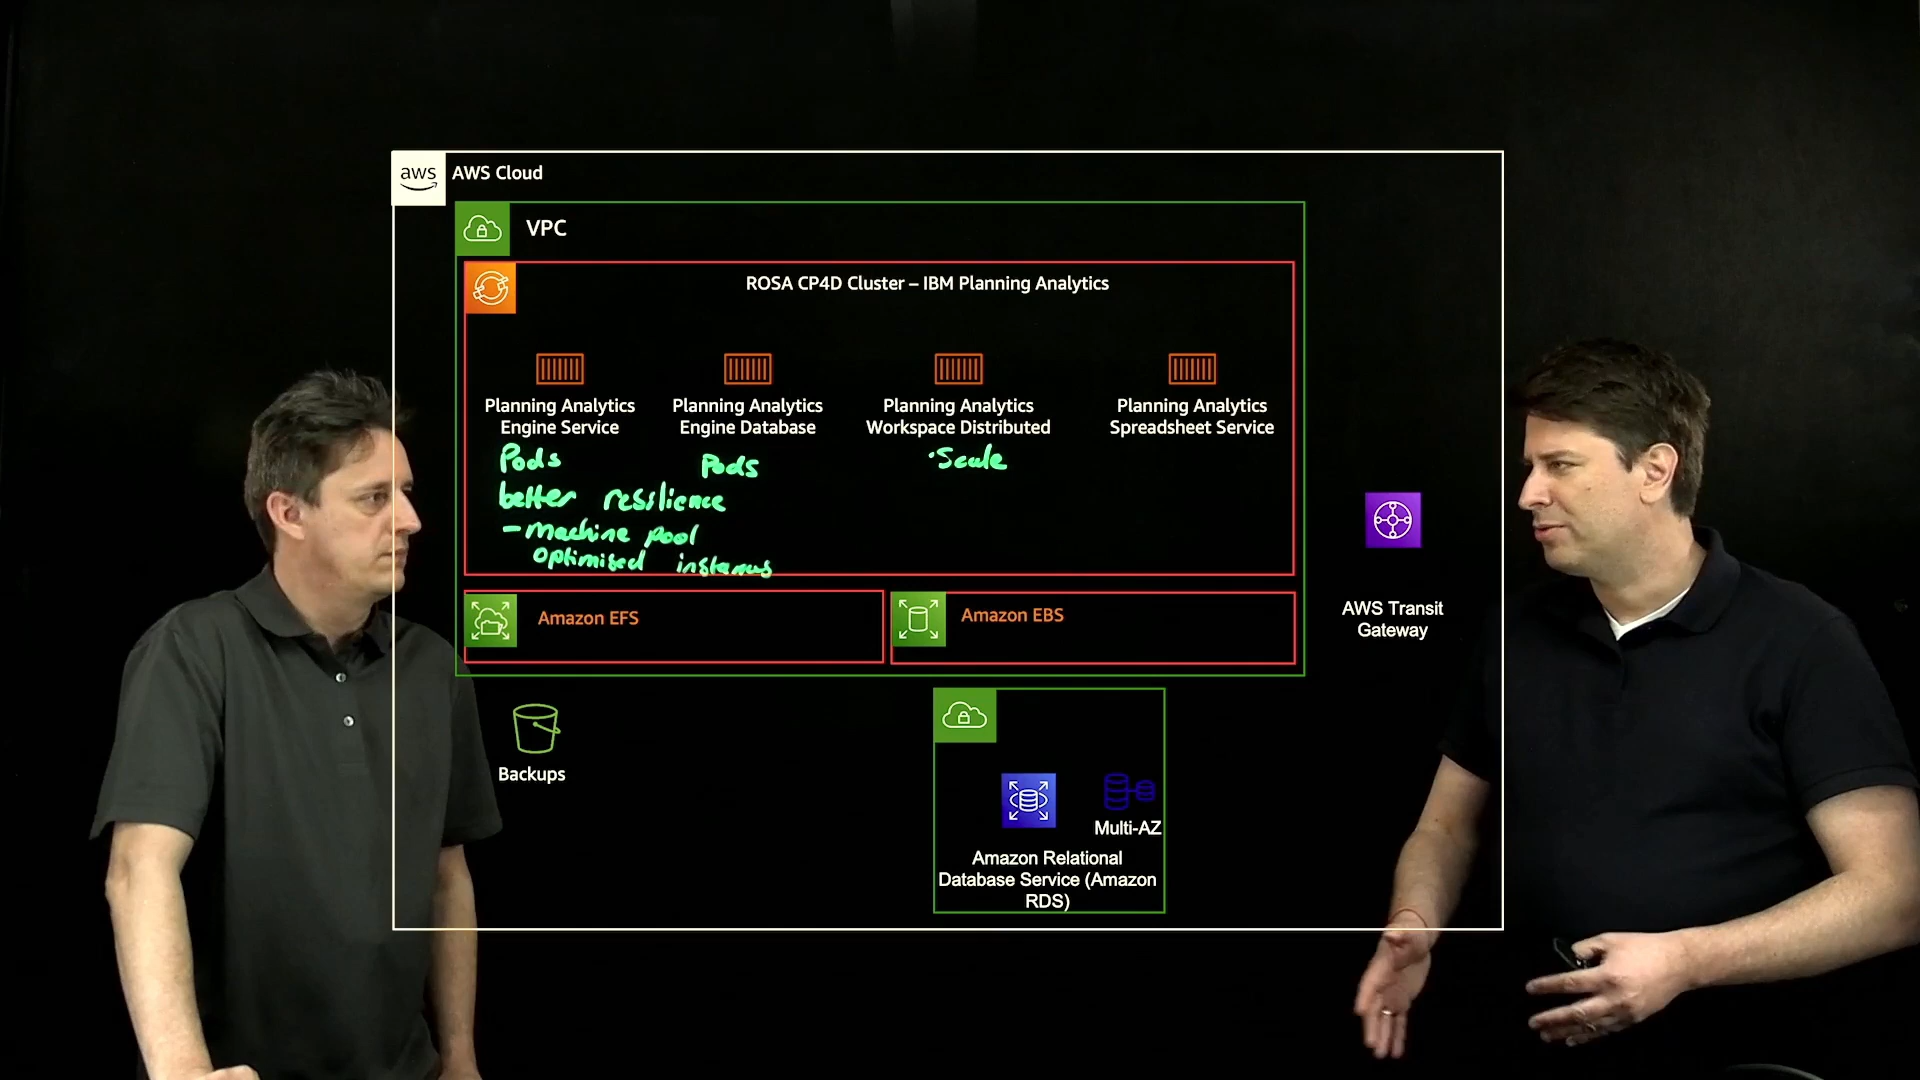 aws
AWS Cloud
VPC
ROSA CP4D Cluster – IBM Planning Analytics
Planning Analytics
Engine Service
Planning Analytics
Engine Database
Planning Analytics
Workspace Distributed
Planning Analytics
Spreadsheet Service
Pods
Pods
•Scale
better resilience
- Machine pool
Optimised instances
Amazon EFS
Amazon EBS
AWS Transit
Gateway
Backups
Multi-AZ
Amazon Relational
Database Service (Amazon
RDS)